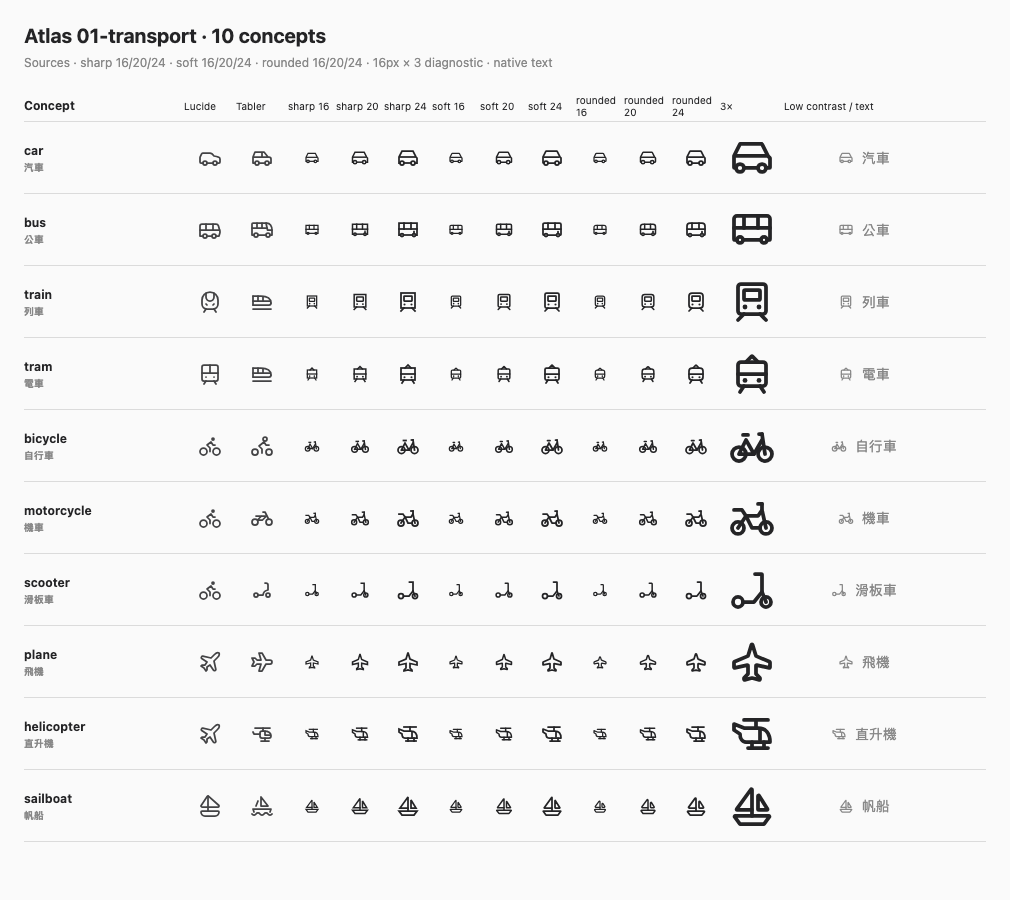 Atlas 01-transport · 10 concepts
Sources · sharp 16/20/24 · soft 16/20/24 · rounded 16/20/24 · 16px × 3 diagnostic · native text
Concept Lucide Tabler sharp 16 sharp 20 sharp 24 soft 16 soft 20 soft 24 rounded 16 rounded 20 rounded 24 3× Low contrast / text
car
汽車 汽車
bus
公車 公車
train
列車 列車
tram
電車 電車
bicycle
自行車 自行車
motorcycle
機車 機車
scooter
滑板車 滑板車
plane
飛機 飛機
helicopter
直升機 直升機
sailboat
帆船 帆船